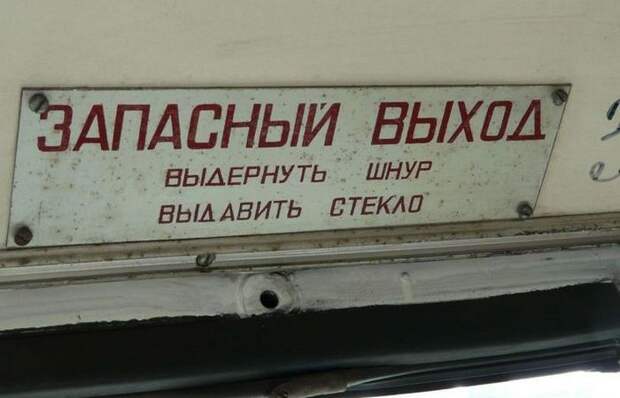 ЗАПАСНЫЙ ВЫХОД
ВЫДЕРНУТЬ ШНУР
ВЫДАВИТЬ СТЕКЛО